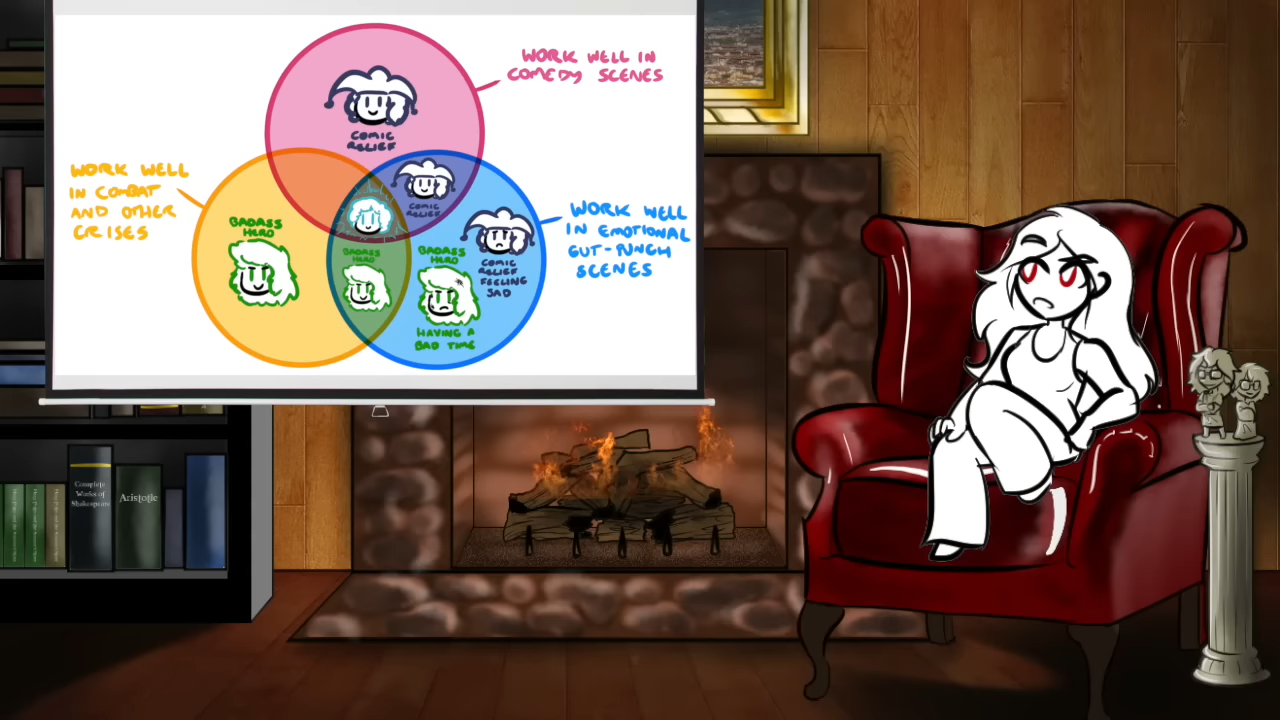 WORK WELL IN
COMEDY SCENES
COMIC
RELIEF
WORK WELL
IN COMBAT
AND OTHER
CRISES
COMIC
RELIEF
BADASS
HERO
BADASS
HERO
BADASS
HERO
WORK WELL
IN EMOTIONAL
GUT-PUNCH
SCENES
COMIC
RELIEF
FEELING
SAD
HAVING A
BAD TIME
Complete
Works of
Shakespeare
Aristotle